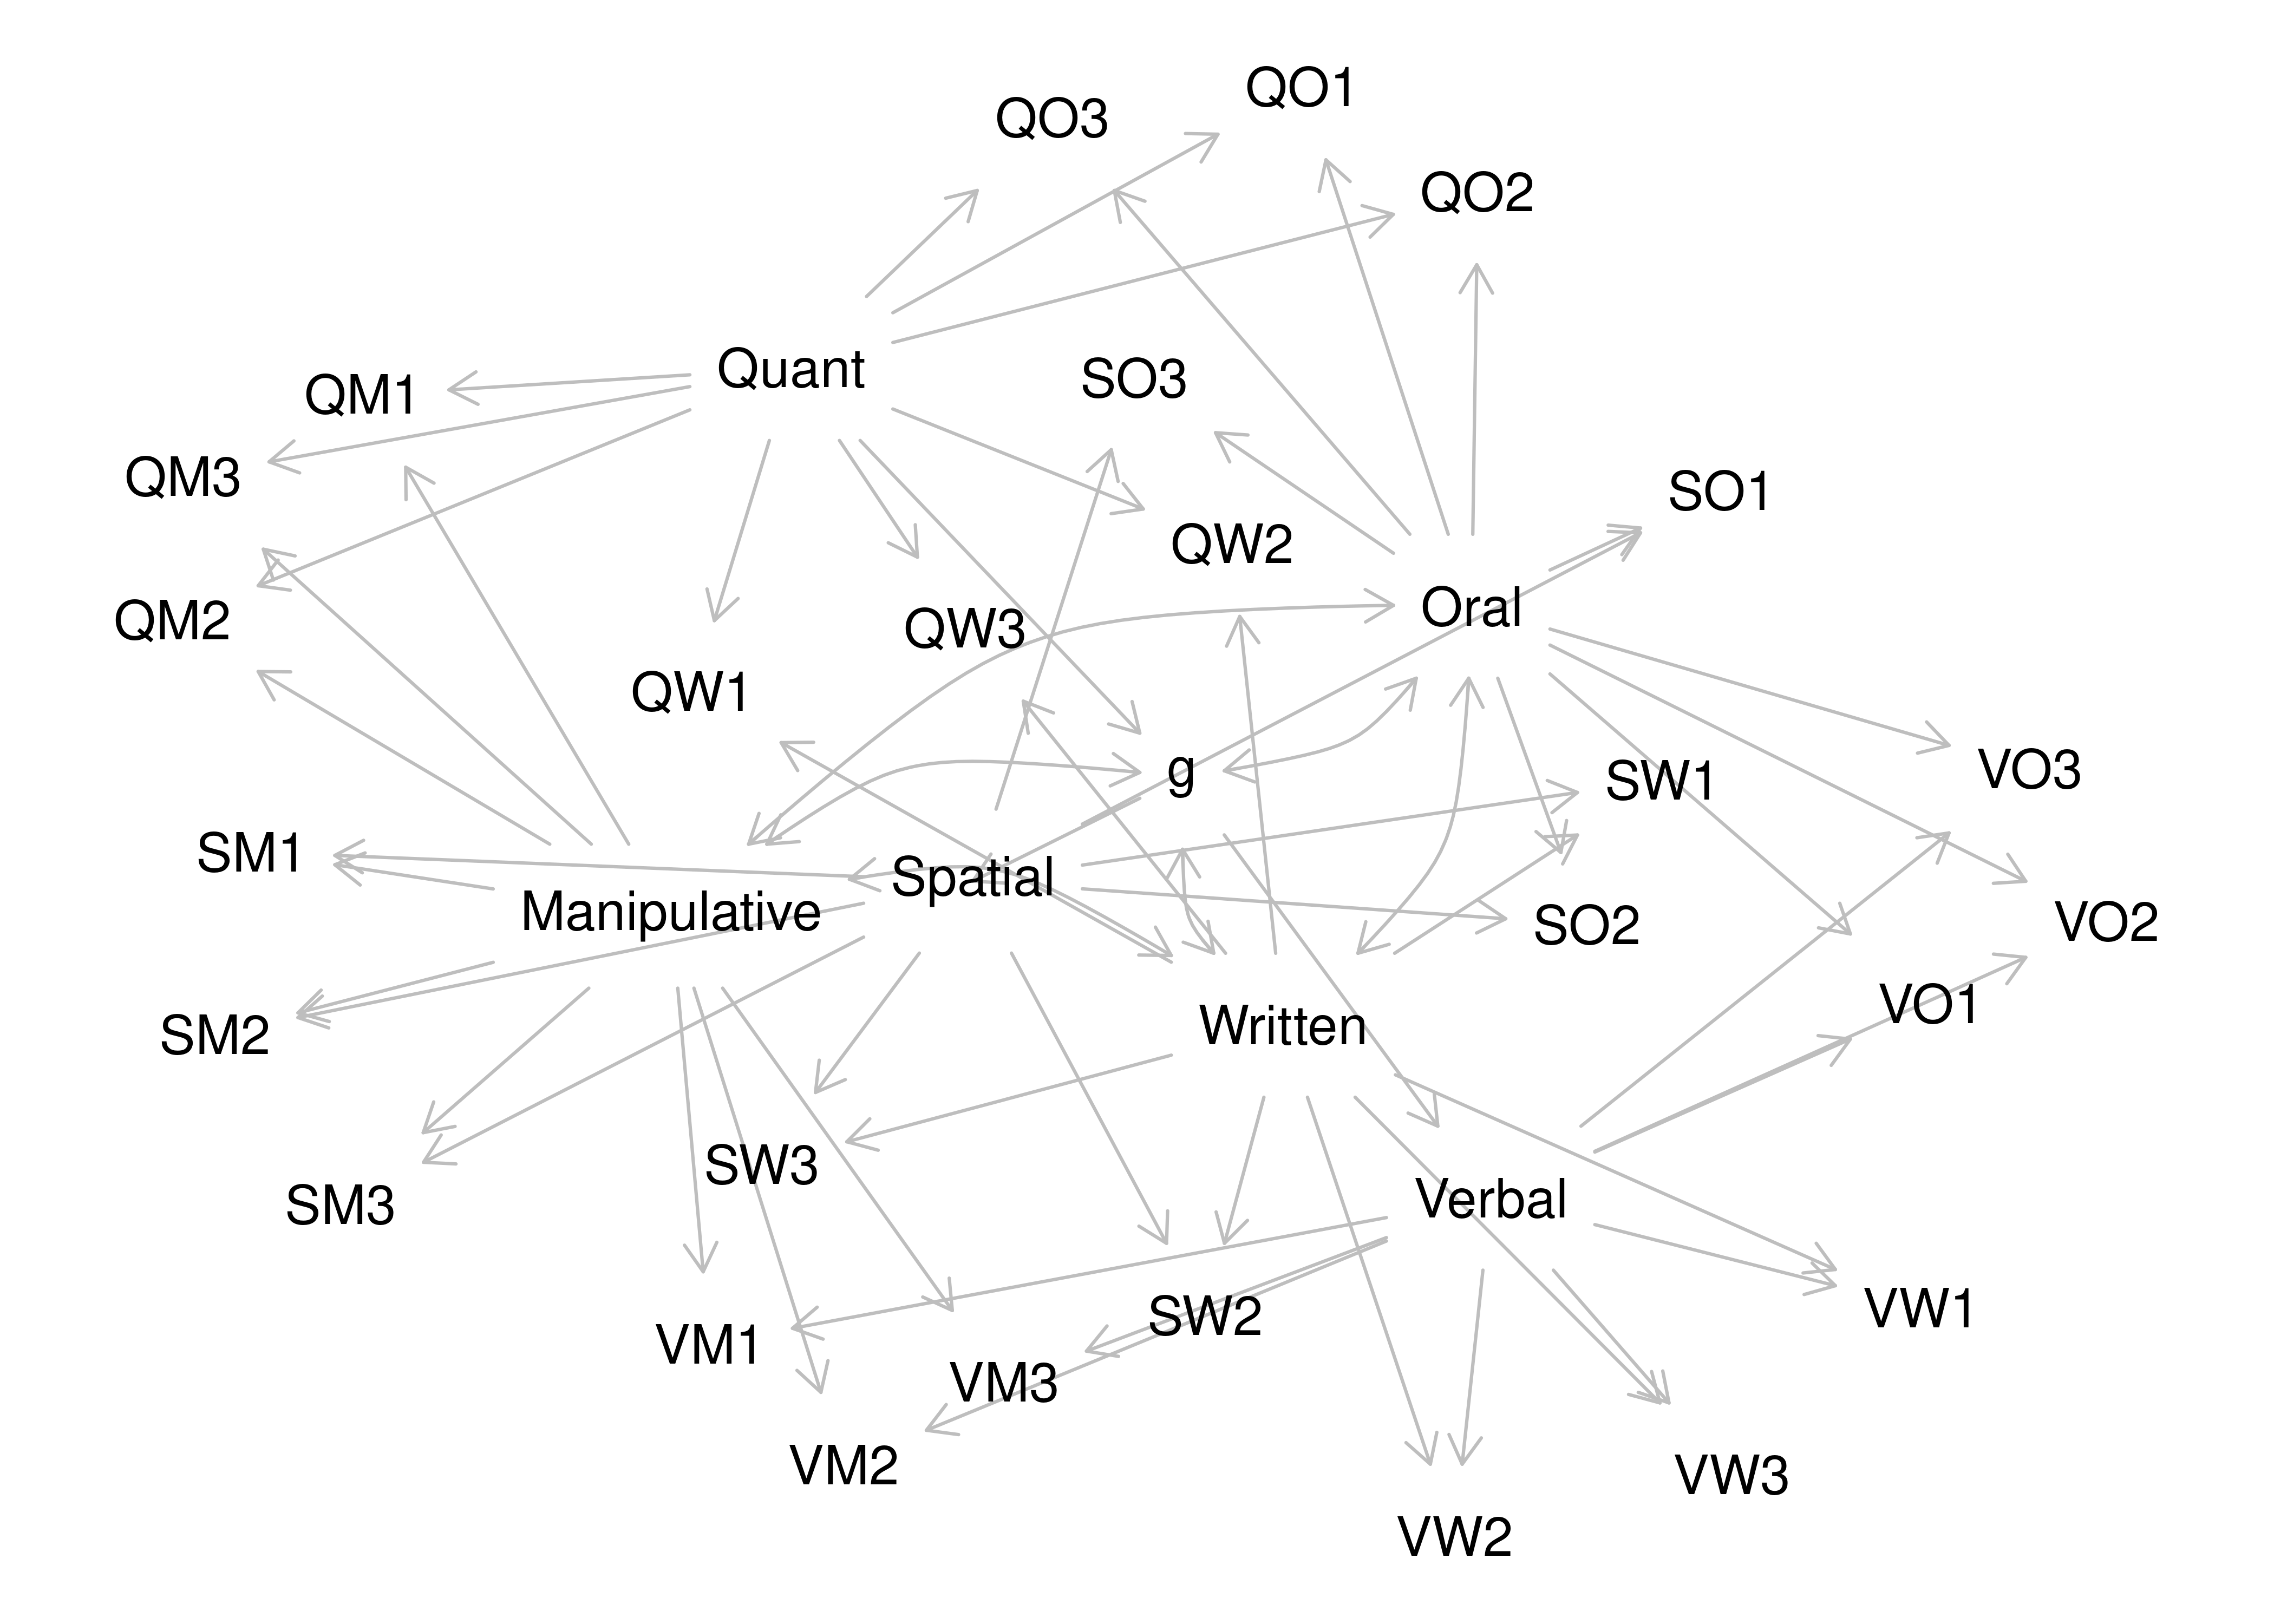 QO1
QO3
QO2
Quant
SO3
QM1
QM3
SO1
QW2
Oral
QM2
QW3
QW1
g
VO3
SW1
SM1
Spatial
Manipulative
SO2
VO2
VO1
Written
SM2
SW3
Verbal
SM3
VW1
SW2
VM1
VM3
VM2
VW3
VW2